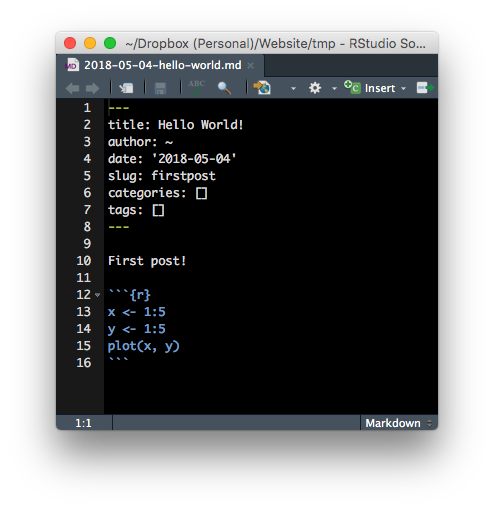 ~/Dropbox (Personal)/Website/tmp - RStudio So...
MD 2018-05-04-hello-world.md ×
ABC Insert
1 ---
2 title: Hello World!
3 author: ~
4 date: '2018-05-04'
5 slug: firstpost
6 categories: []
7 tags: []
8 ---
9
10 First post!
11
12 ```{r}
13 x <- 1:5
14 y <- 1:5
15 plot(x, y)
16 ```
1:1 Markdown